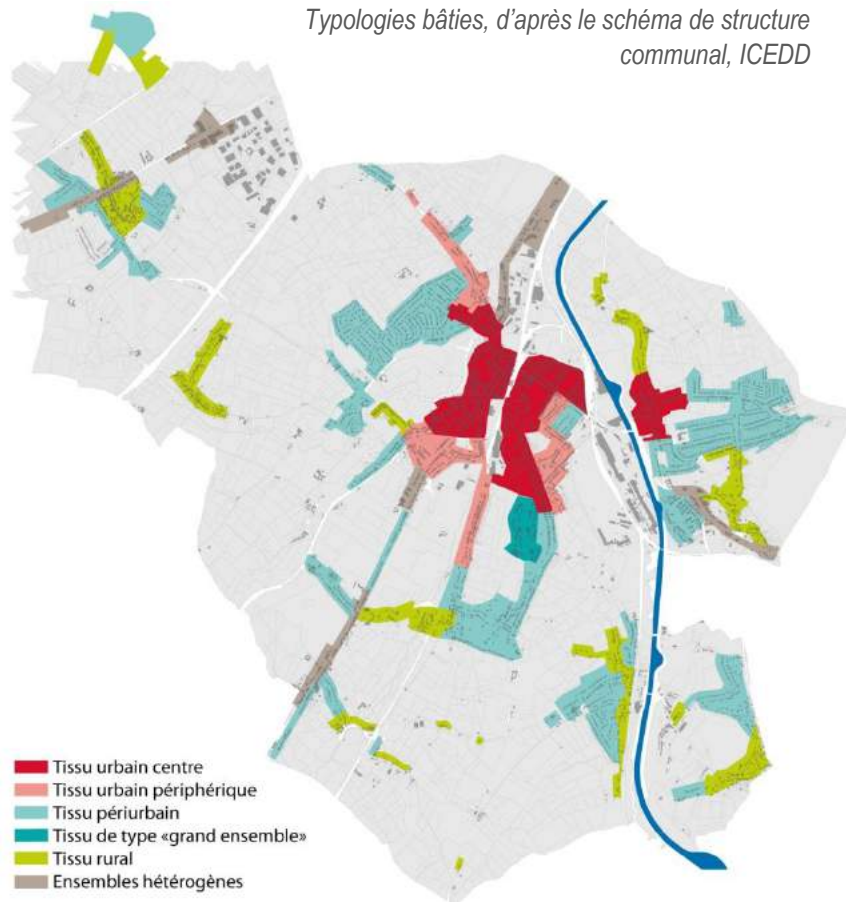 Typologies bâties, d’après le schéma de structure
communal, ICEDD
Tissu urbain centre
Tissu urbain périphérique
Tissu périurbain
Tissu de type «grand ensemble»
Tissu rural
Ensembles hétérogènes